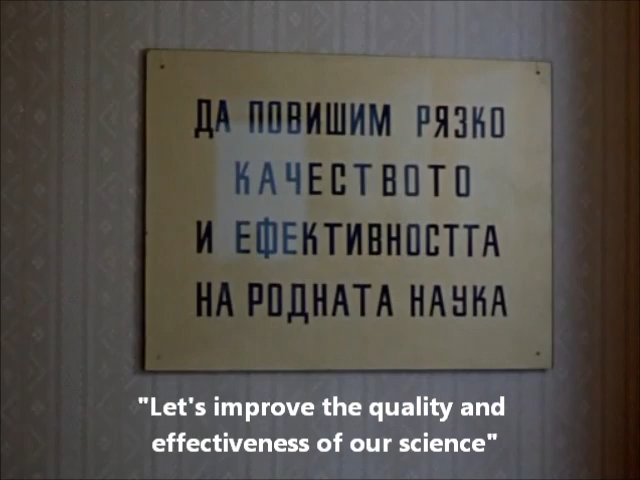 ДА ПОВИШИМ РЯЗКО
КАЧЕСТВОТО
И ЕФЕКТИВНОСТТА
НА РОДНАТА НАУКА
"Let's improve the quality and
effectiveness of our science"